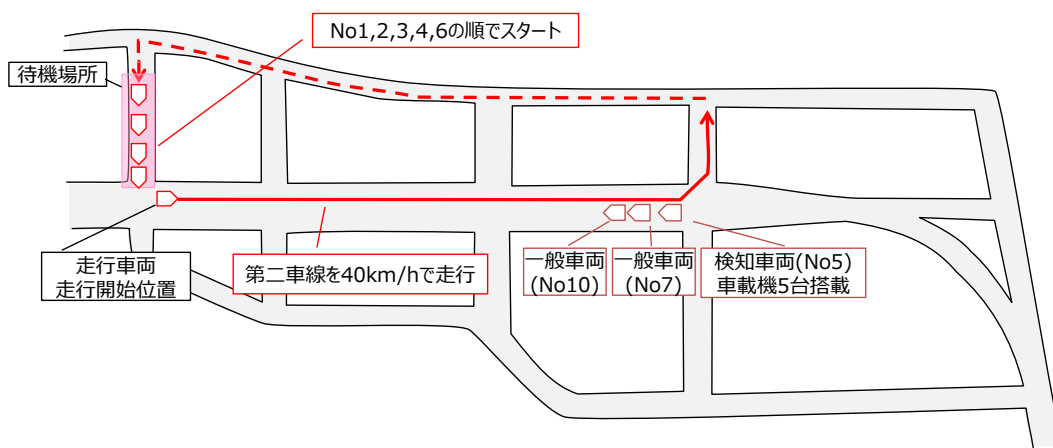 No1,2,3,4,6の順でスタート
待機場所
走行車両
走行開始位置
第二車線を40km/hで走行
一般車両
(No10)
一般車両
(No7)
検知車両(No5)
車載機5台搭載